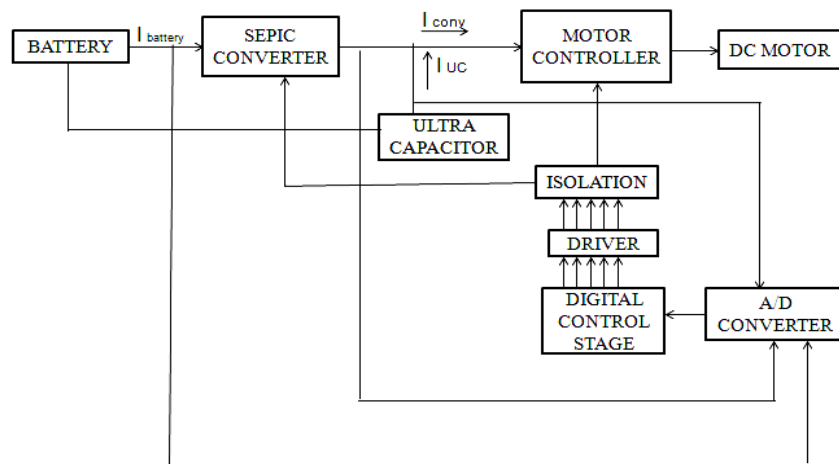 BATTERY
I battery
SEPIC
CONVERTER
I conv
I UC
MOTOR
CONTROLLER
DC MOTOR
ULTRA
CAPACITOR
ISOLATION
DRIVER
DIGITAL
CONTROL
STAGE
A/D
CONVERTER